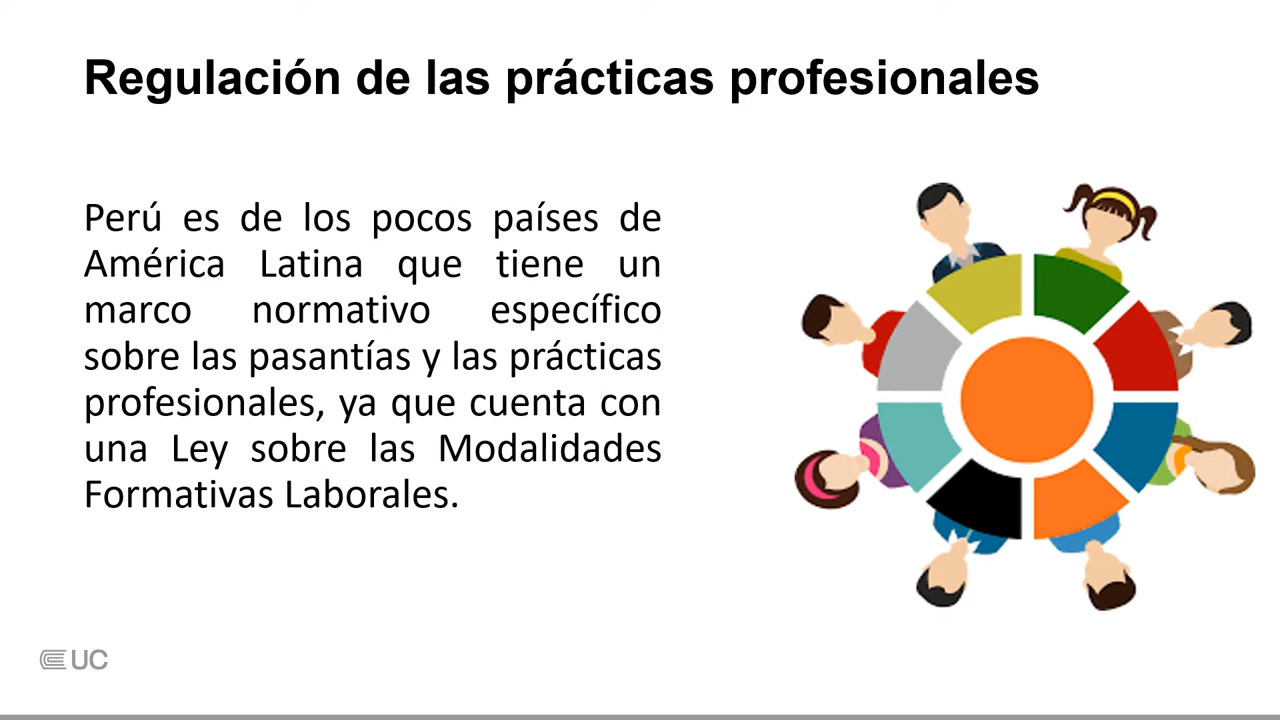 Regulación de las prácticas profesionales
Perú es de los pocos países de
América Latina que tiene un
marco normativo específico
sobre las pasantías y las prácticas
profesionales, ya que cuenta con
una Ley sobre las Modalidades
Formativas Laborales.
UC